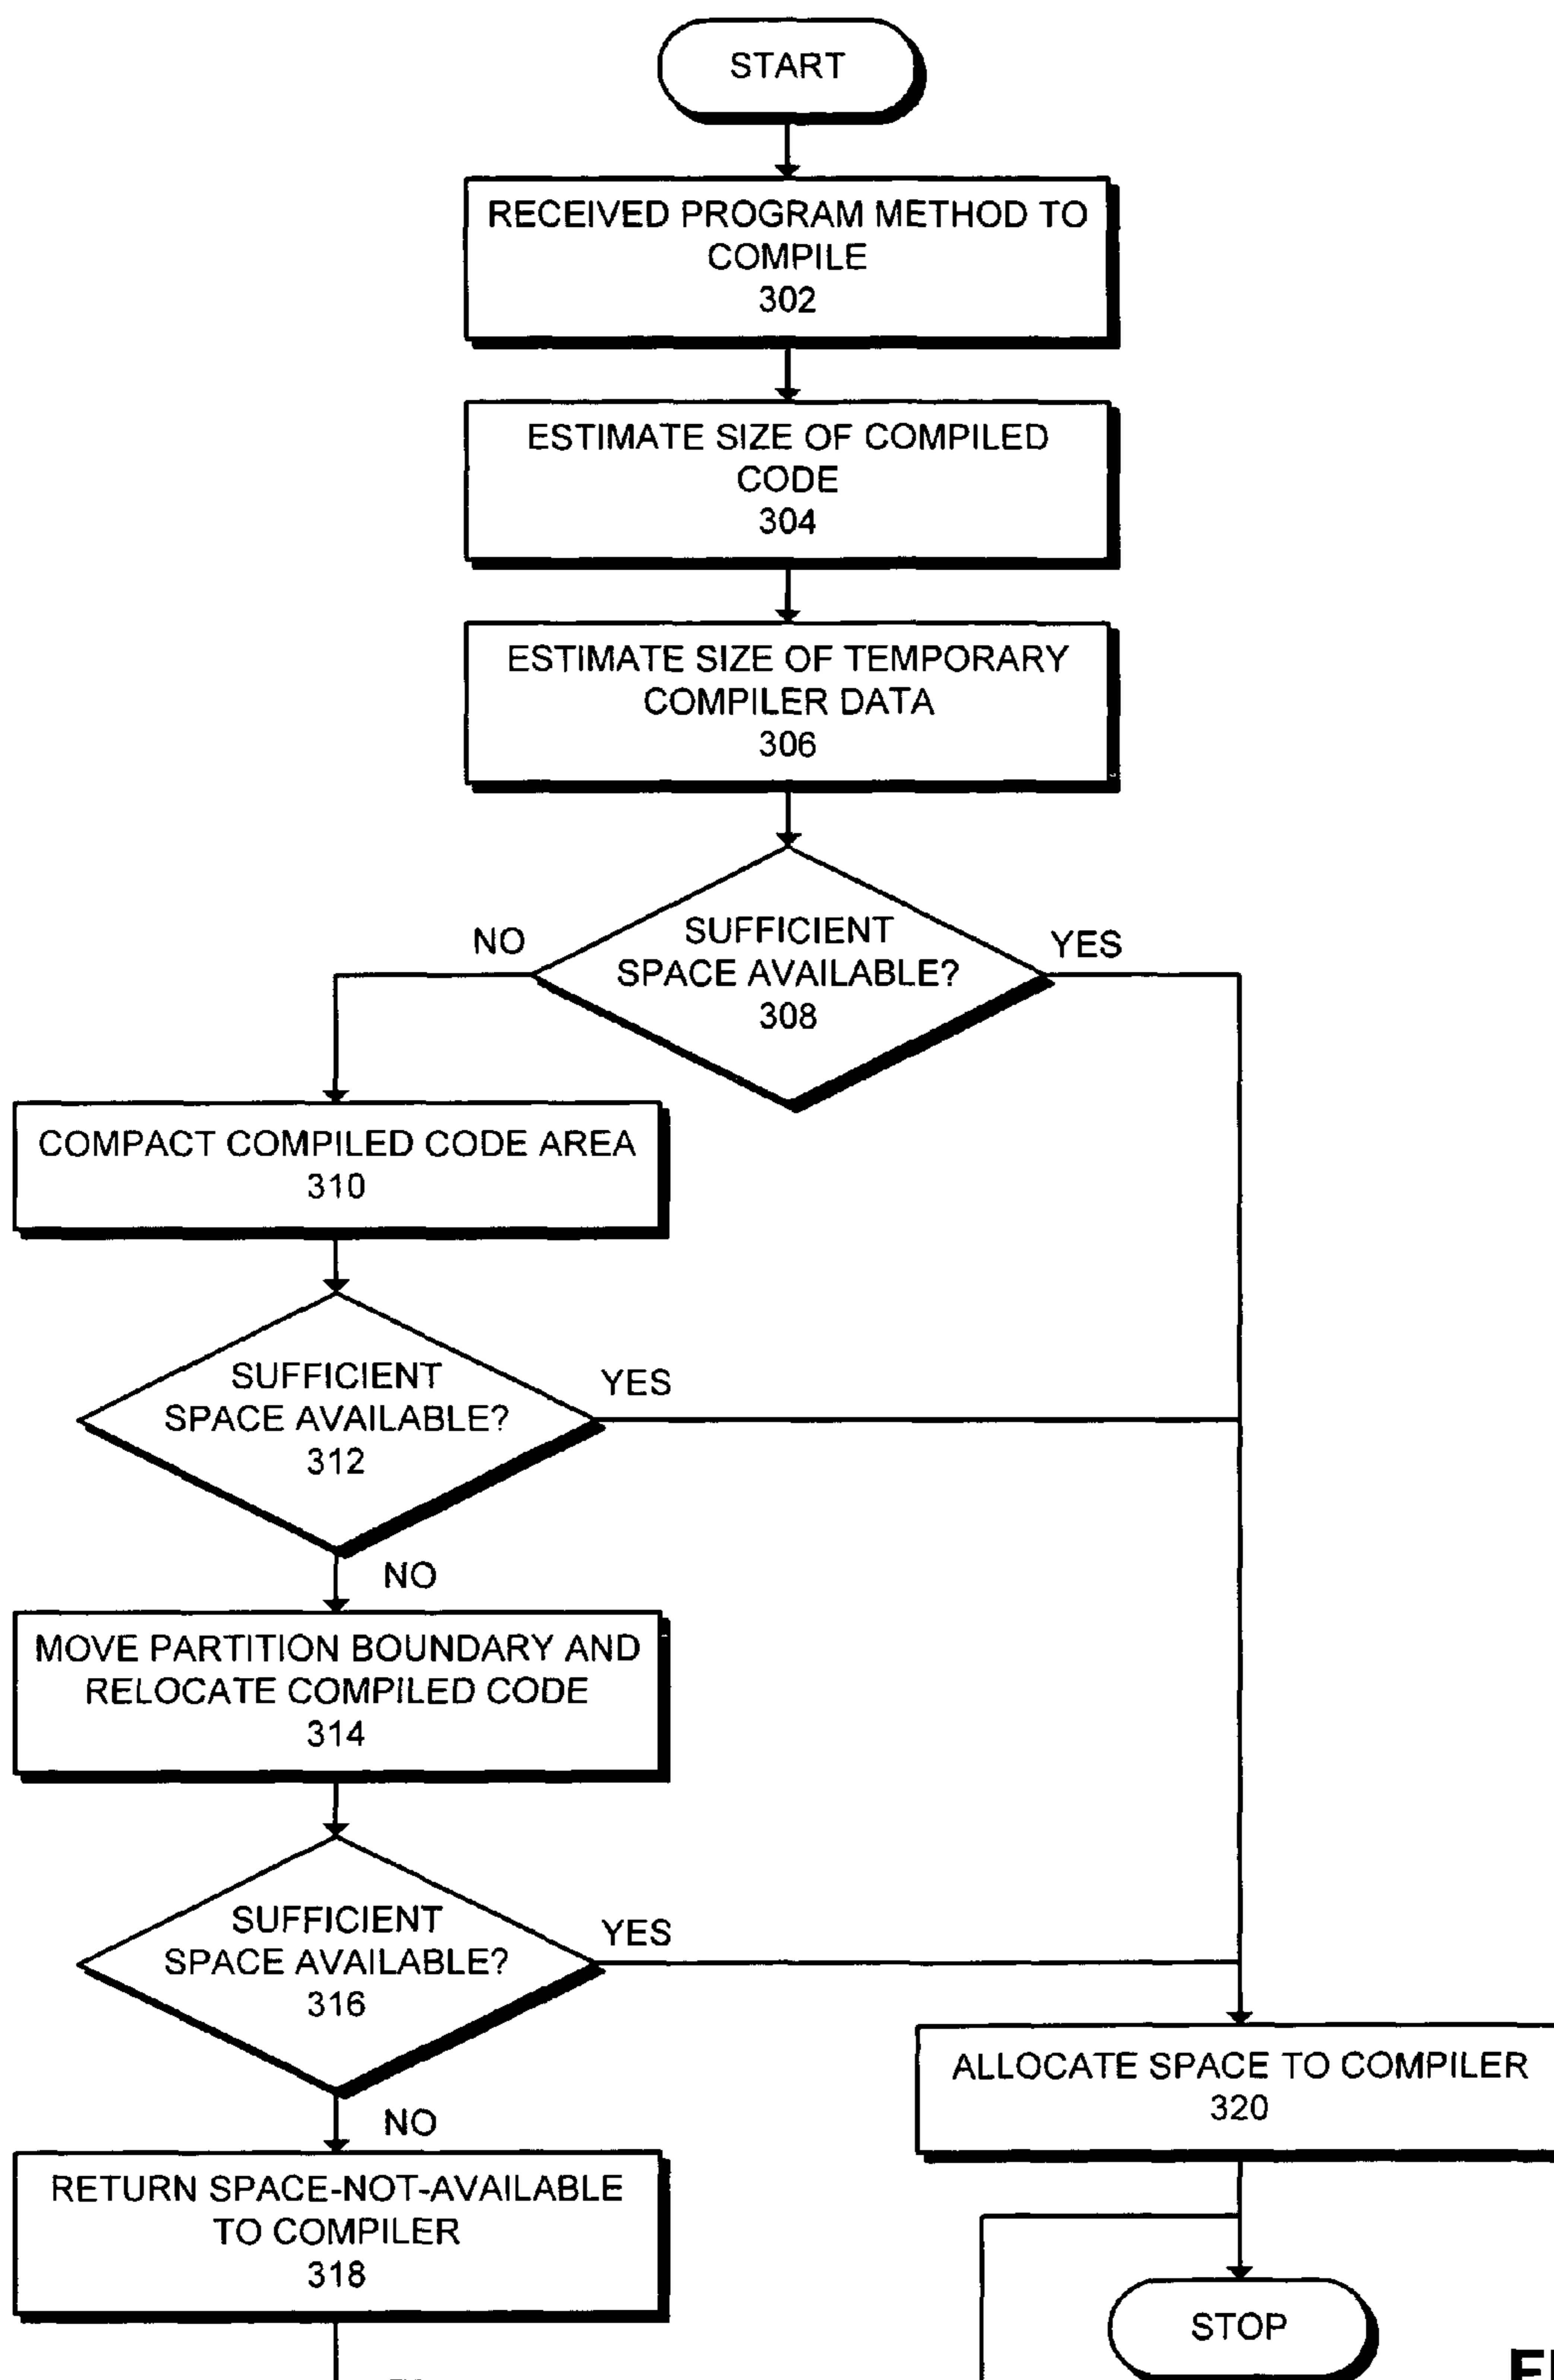 START
RECEIVED PROGRAM METHOD TO
COMPILE
302
ESTIMATE SIZE OF COMPILED
CODE
304
ESTIMATE SIZE OF TEMPORARY
COMPILER DATA
306
NO
SUFFICIENT
SPACE AVAILABLE?
308
YES
COMPACT COMPILED CODE AREA
310
SUFFICIENT
SPACE AVAILABLE?
312
YES
NO
MOVE PARTITION BOUNDARY AND
RELOCATE COMPILED CODE
314
SUFFICIENT
SPACE AVAILABLE?
316
YES
NO
ALLOCATE SPACE TO COMPILER
320
RETURN SPACE-NOT-AVAILABLE
TO COMPILER
318
STOP